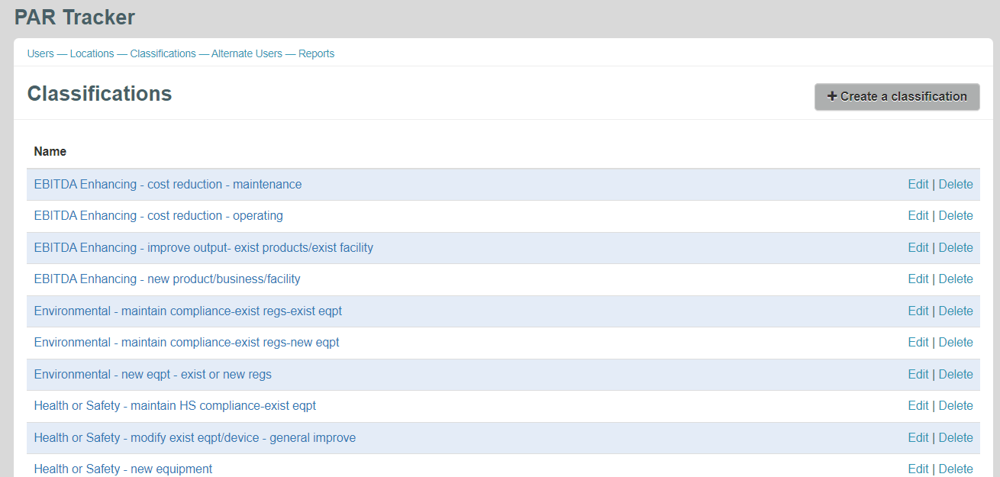 PAR Tracker
Users — Locations — Classifications — Alternate Users — Reports
Classifications
+ Create a classification
Name
EBITDA Enhancing - cost reduction - maintenance Edit | Delete
EBITDA Enhancing - cost reduction - operating Edit | Delete
EBITDA Enhancing - improve output- exist products/exist facility Edit | Delete
EBITDA Enhancing - new product/business/facility Edit | Delete
Environmental - maintain compliance-exist regs-exist eqpt Edit | Delete
Environmental - maintain compliance-exist regs-new eqpt Edit | Delete
Environmental - new eqpt - exist or new regs Edit | Delete
Health or Safety - maintain HS compliance-exist eqpt Edit | Delete
Health or Safety - modify exist eqpt/device - general improve Edit | Delete
Health or Safety - new equipment Edit | Delete